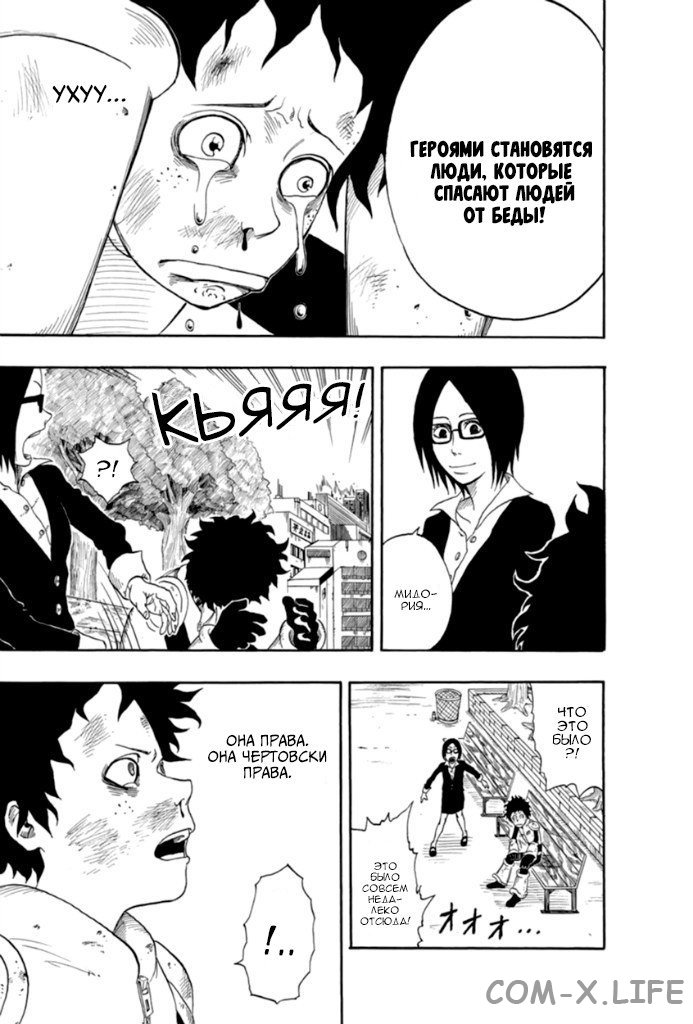 ГЕРОЯМИ СТАНОВЯТСЯ
ЛЮДИ, КОТОРЫЕ
СПАСАЮТ ЛЮДЕЙ
ОТ БЕДЫ!
УХУУ...
МИДО-
РИЯ...
КЬЯЯЯ!
?!
ЧТО
ЭТО
БЫЛО
?!
ЭТО
БЫЛО
СОВСЕМ
НЕДА-
ЛЕКО
ОТСЮДА!
オオオ...
ОНА ПРАВА.
ОНА ЧЕРТОВСКИ
ПРАВА.
!..
COM-X.LIFE